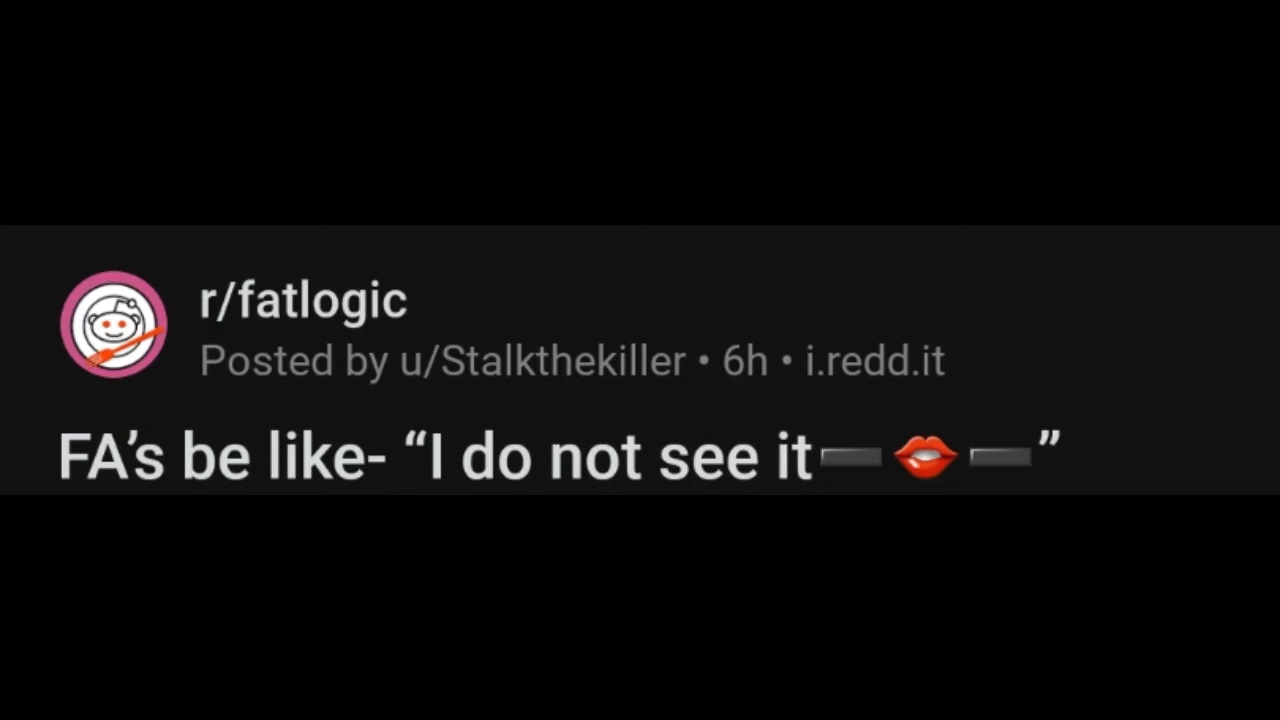 r/fatlogic
Posted by u/Stalkthekiller • 6h • i.redd.it
FA’s be like- “I do not see it➖👄➖”